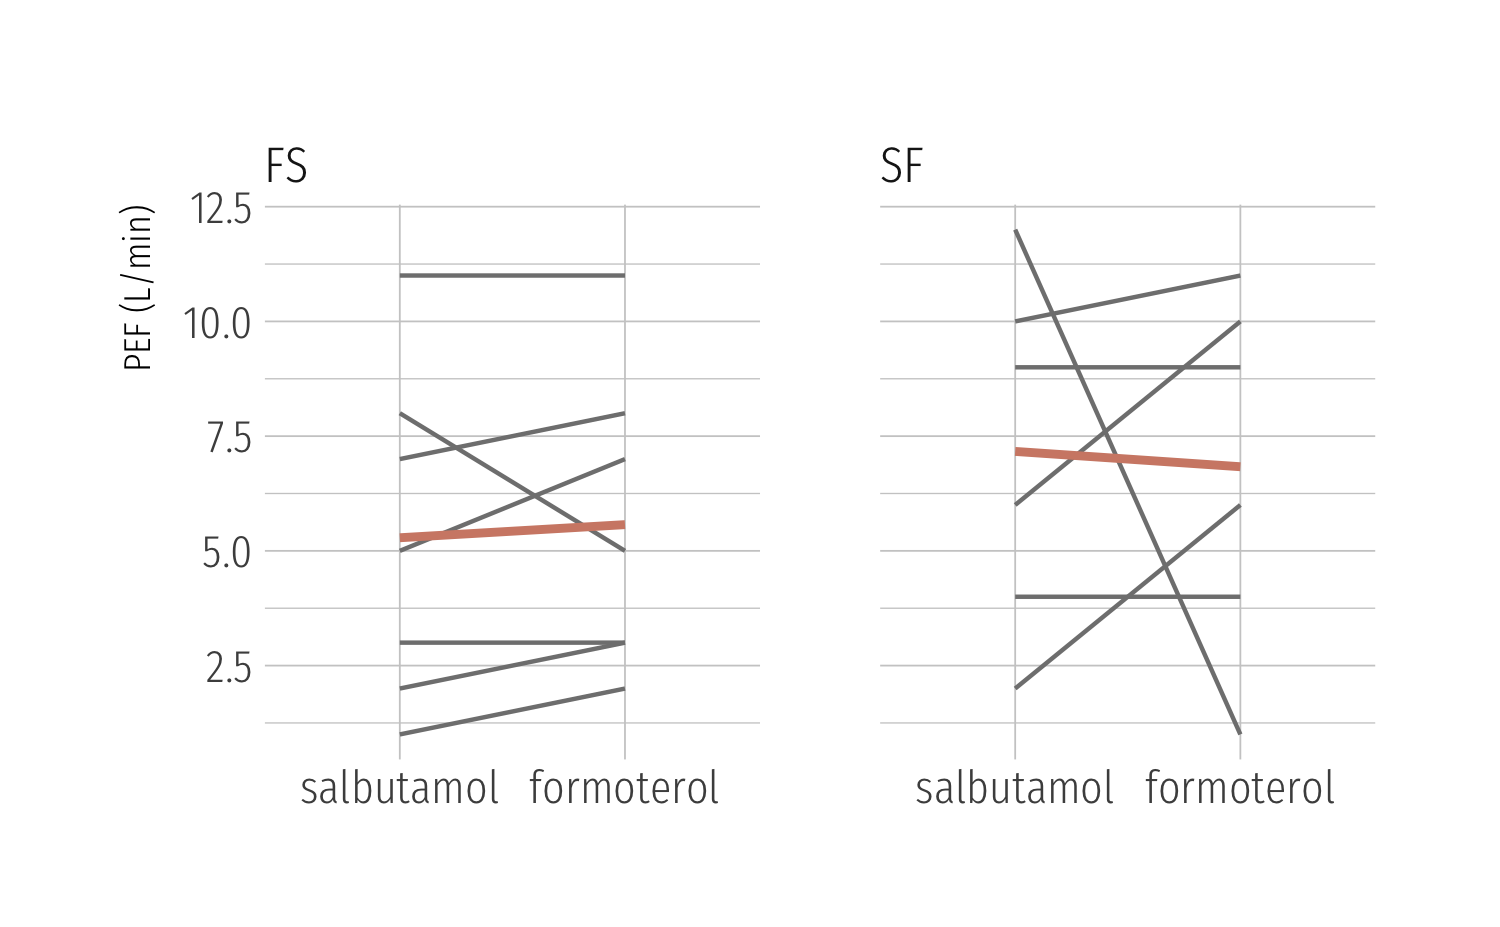 FS
SF
PEF (L/min)
12.5
10.0
7.5
5.0
2.5
salbutamol formoterol
salbutamol formoterol